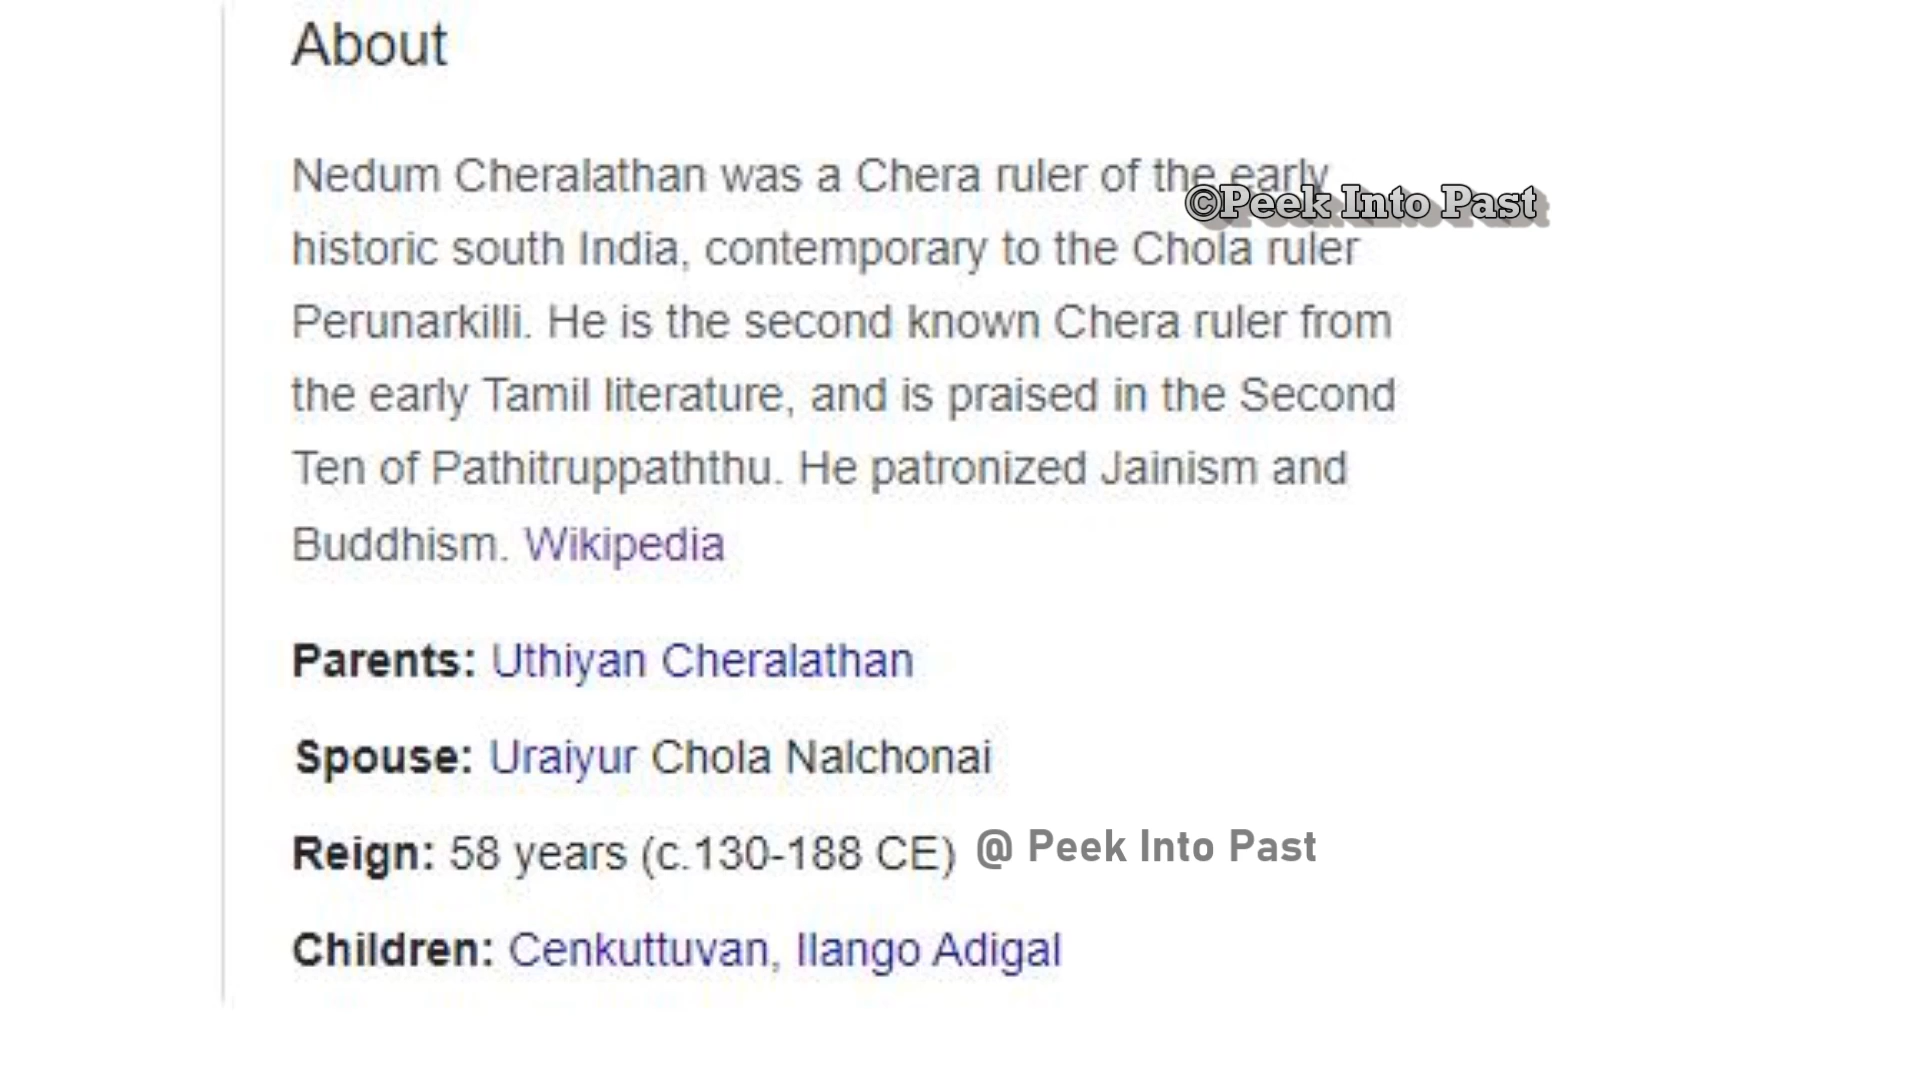 About
Nedum Cheralathan was a Chera ruler of the early
©Peek Into Past
historic south India, contemporary to the Chola ruler
Perunarkilli. He is the second known Chera ruler from
the early Tamil literature, and is praised in the Second
Ten of Pathitruppaththu. He patronized Jainism and
Buddhism. Wikipedia
Parents: Uthiyan Cheralathan
Spouse: Uraiyur Chola Nalchonai
Reign: 58 years (c.130-188 CE) @ Peek Into Past
Children: Cenkuttuvan, Ilango Adigal